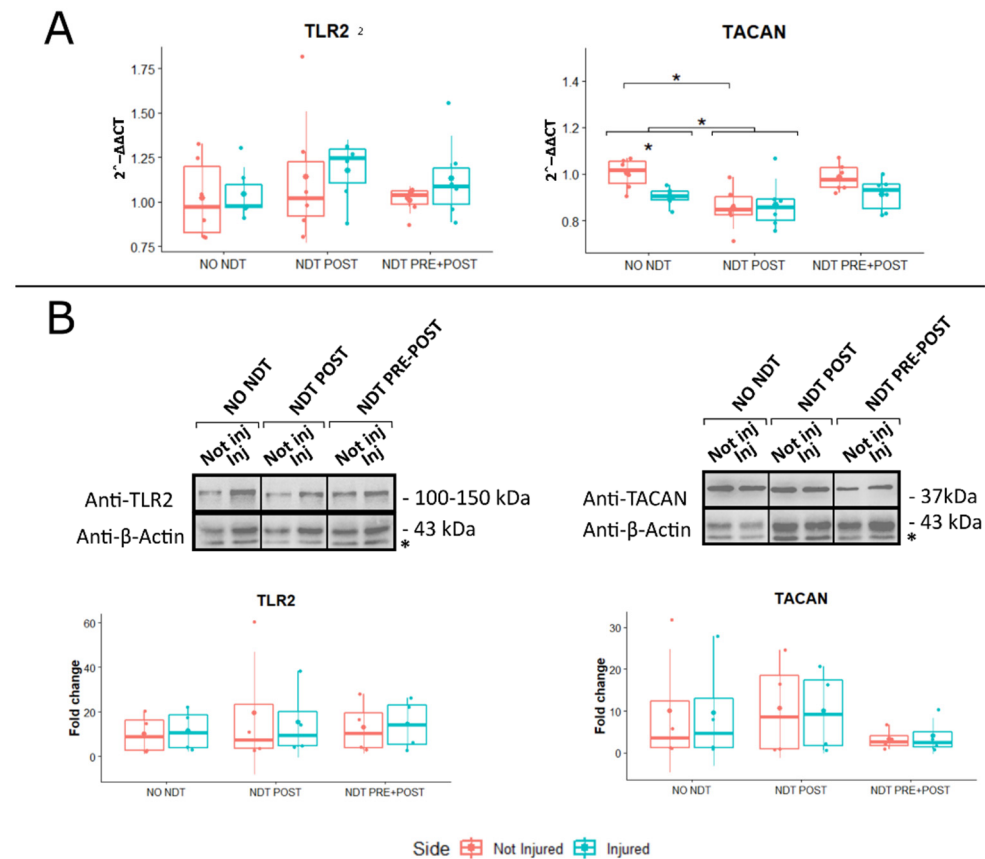 A
TLR2 2
2^-ΔΔCT
1.75
1.50
1.25
1.00
0.75
NO NDT NDT POST NDT PRE+POST
TACAN
2^-ΔΔCT
1.4
1.2
1.0
0.8
*
*
*
NO NDT NDT POST NDT PRE+POST
B
NO NDT
NDT POST
NDT PRE-POST
Not inj
Inj
Not inj
Inj
Not inj
Inj
Anti-TLR2 - 100-150 kDa
Anti-β-Actin - 43 kDa
*
NO NDT
NDT POST
NDT PRE-POST
Not inj
Inj
Not inj
Inj
Not inj
Inj
Anti-TACAN - 37kDa
Anti-β-Actin - 43 kDa
*
TLR2
Fold change
60
40
20
0
NO NDT NDT POST NDT PRE+POST
TACAN
Fold change
30
20
10
0
NO NDT NDT POST NDT PRE+POST
Side Not Injured Injured